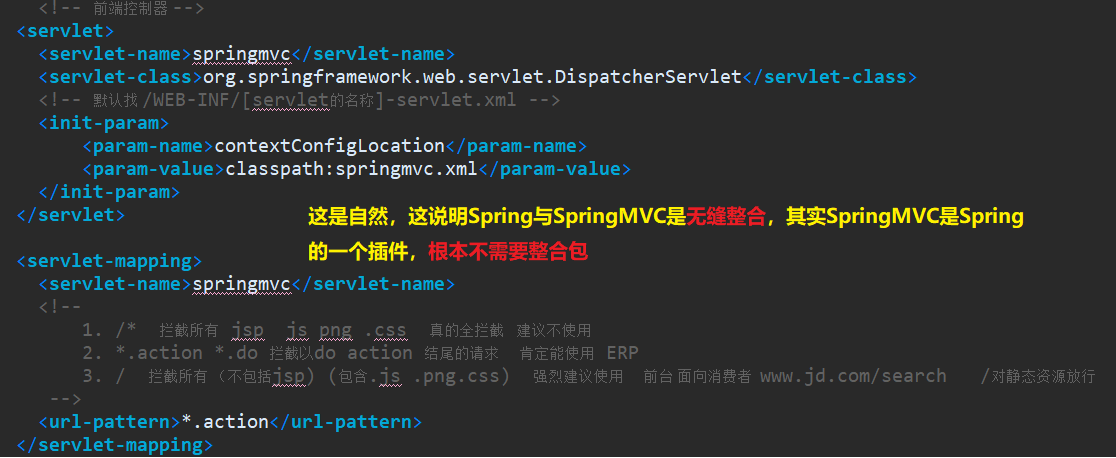 <!-- 前端控制器 -->
<servlet>
<servlet-name>springmvc</servlet-name>
<servlet-class>org.springframework.web.servlet.DispatcherServlet</servlet-class>
<!-- 默认找 /WEB-INF/[servlet的名称]-servlet.xml -->
<init-param>
<param-name>contextConfigLocation</param-name>
<param-value>classpath:springmvc.xml</param-value>
</init-param>
</servlet>
这是自然，这说明Spring与SpringMVC是无缝整合，其实SpringMVC是Spring
的一个插件，根本不需要整合包
<servlet-mapping>
<servlet-name>springmvc</servlet-name>
<!--
1. /* 拦截所有 jsp js png .css 真的全拦截 建议不使用
2. *.action *.do 拦截以do action 结尾的请求 肯定能使用 ERP
3. / 拦截所有（不包括jsp) (包含.js .png.css) 强烈建议使用 前台 面向消费者 www.jd.com/search /对静态资源放行
-->
<url-pattern>*.action</url-pattern>
</servlet-mapping>